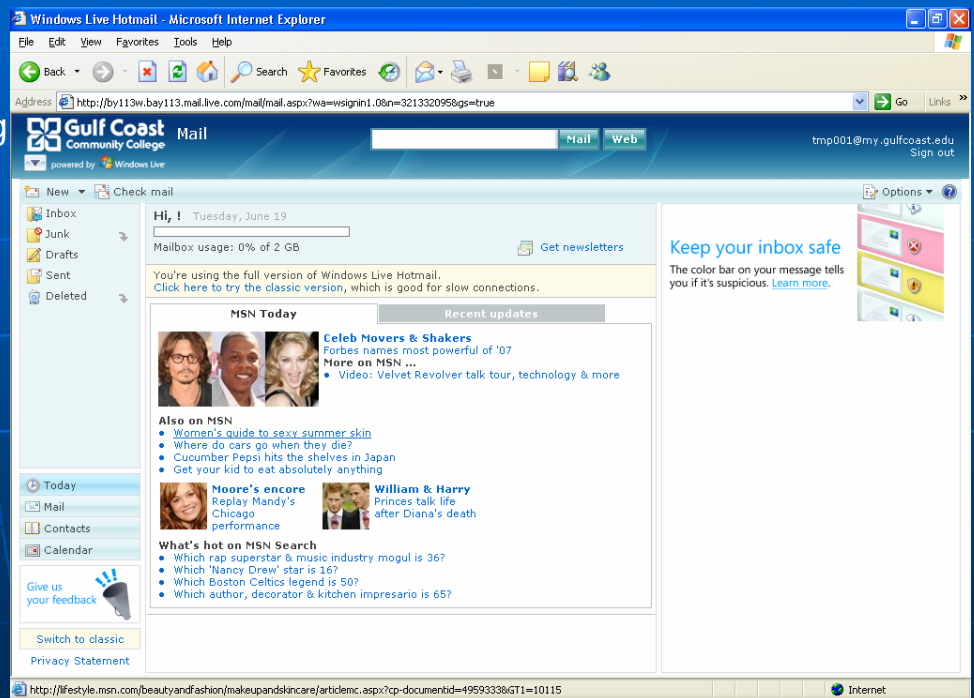 Windows Live Hotmail - Microsoft Internet Explorer
File Edit View Favorites Tools Help
Back Search Favorites
Address http://by113w.bay113.mail.live.com/mail/mail.aspx?wa=wsignin1.0&n=321332095&gs=true Go Links »
g
Gulf Coast Community College Mail Mail Web
powered by Windows Live
tmp001@my.gulfcoast.edu
Sign out
New Check mail Options
Inbox
Junk
Drafts
Sent
Deleted
Hi, ! Tuesday, June 19
Mailbox usage: 0% of 2 GB Get newsletters
You're using the full version of Windows Live Hotmail.
Click here to try the classic version, which is good for slow connections.
MSN Today Recent updates
Celeb Movers & Shakers
Forbes names most powerful of '07
More on MSN ...
• Video: Velvet Revolver talk tour, technology & more
Also on MSN
• Women's guide to sexy summer skin
• Where do cars go when they die?
• Cucumber Pepsi hits the shelves in Japan
• Get your kid to eat absolutely anything
Moore's encore
Replay Mandy's
Chicago
performance
William & Harry
Princes talk life
after Diana's death
What's hot on MSN Search
• Which rap superstar & music industry mogul is 36?
• Which 'Nancy Drew' star is 16?
• Which Boston Celtics legend is 50?
• Which author, decorator & kitchen impresario is 65?
Keep your inbox safe
The color bar on your message tells
you if it's suspicious. Learn more.
Today
Mail
Contacts
Calendar
Give us
your feedback
Switch to classic
Privacy Statement
http://lifestyle.msn.com/beautyandfashion/makeupandskincare/articlemc.aspx?cp-documentid=4959333&GT1=10115 Internet